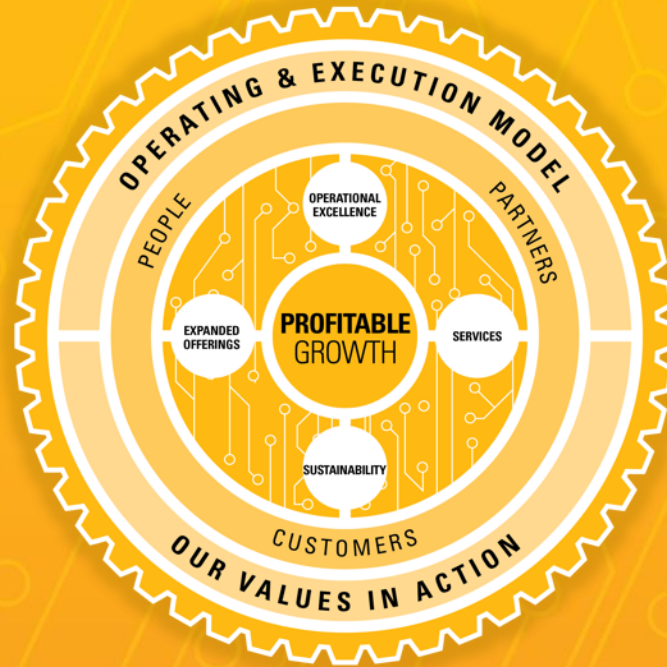 OPERATING & EXECUTION MODEL
PEOPLE
PARTNERS
OPERATIONAL
EXCELLENCE
EXPANDED
OFFERINGS
PROFITABLE
GROWTH
SERVICES
SUSTAINABILITY
CUSTOMERS
OUR VALUES IN ACTION